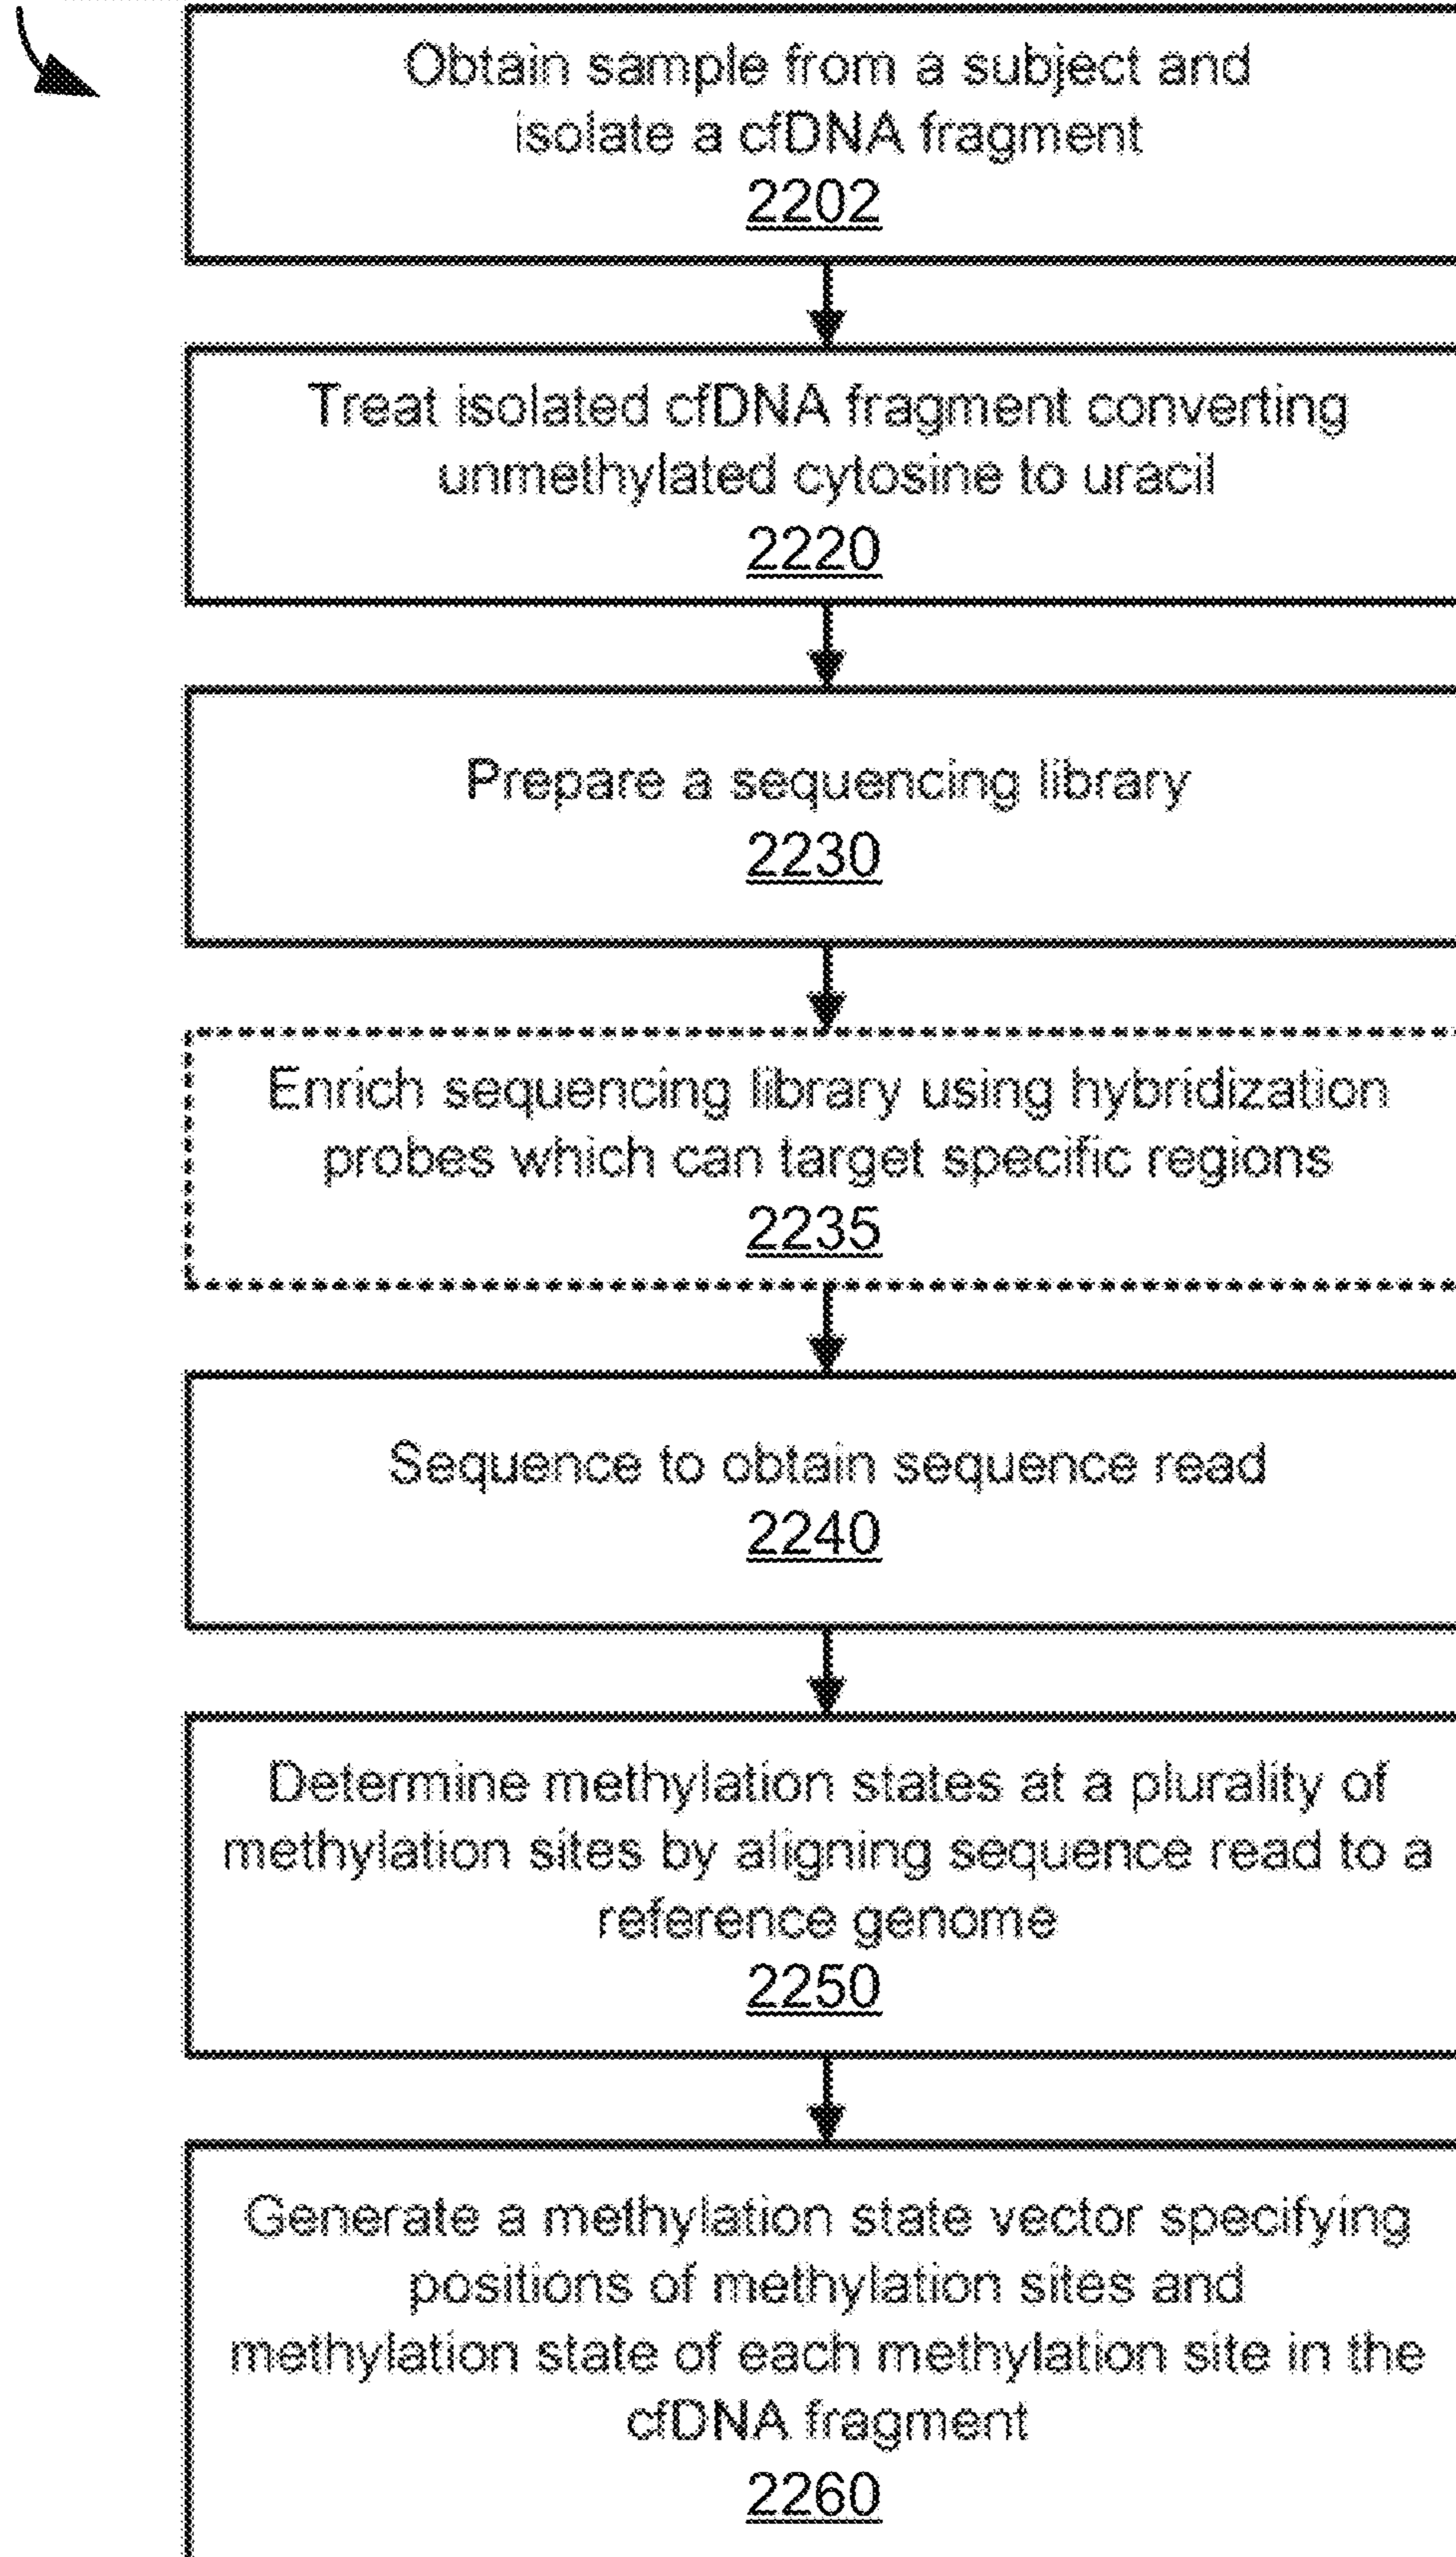 Obtain sample from a subject and
isolate a cfDNA fragment
2202
Treat isolated cfDNA fragment converting
unmethylated cytosine to uracil
2220
Prepare a sequencing library
2230
Enrich sequencing library using hybridization
probes which can target specific regions
2235
Sequence to obtain sequence read
2240
Determine methylation states at a plurality of
methylation sites by aligning sequence read to a
reference genome
2250
Generate a methylation state vector specifying
positions of methylation sites and
methylation state of each methylation site in the
cfDNA fragment
2260